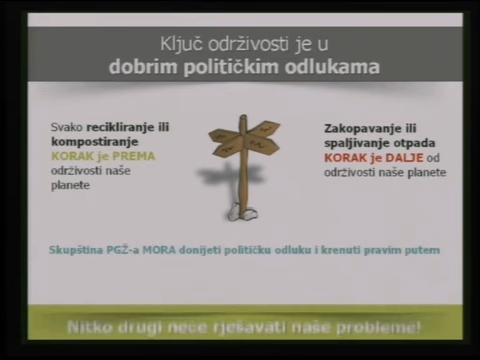 Ključ održivosti je u
dobrim političkim odlukama
Svako recikliranje ili
kompostiranje
KORAK je PREMA
održivosti naše
planete
Zakopavanje ili
spaljivanje otpada
KORAK je DALJE od
održivosti naše planete
Skupština PGŽ-a MORA donijeti političku odluku i krenuti pravim putem
Nitko drugi neće rješavati naše probleme!